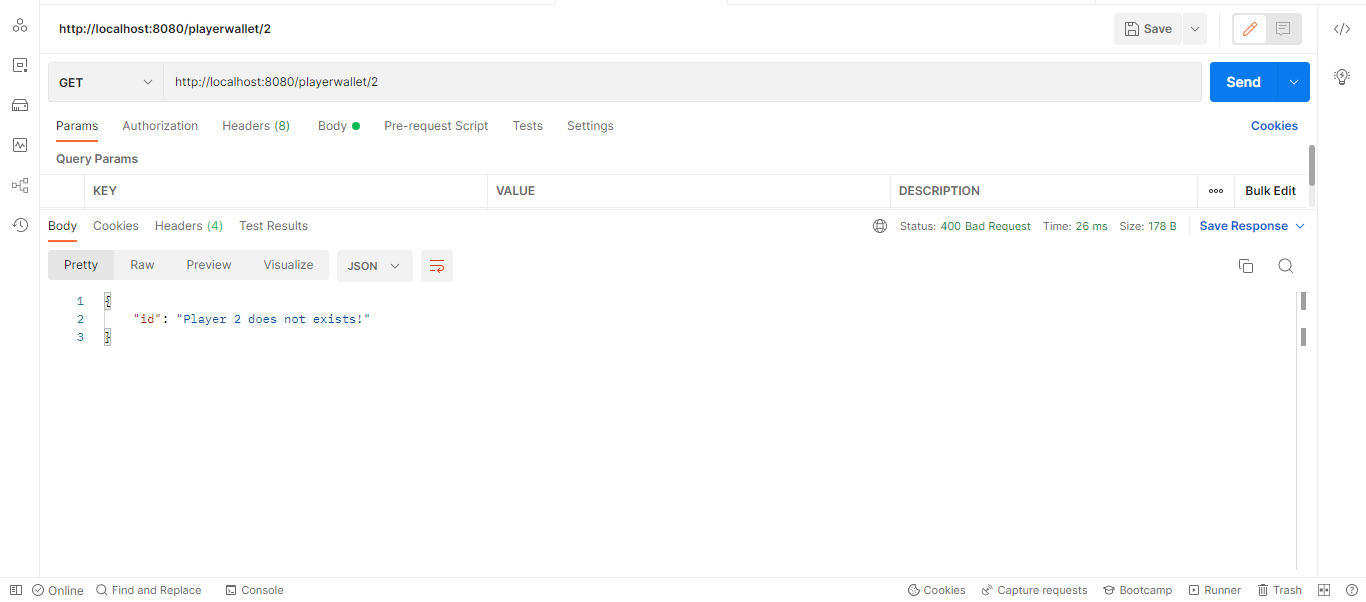 http://localhost:8080/playerwallet/2 Save
GET http://localhost:8080/playerwallet/2 Send
Params Authorization Headers (8) Body Pre-request Script Tests Settings Cookies
Query Params
KEY VALUE DESCRIPTION Bulk Edit
Body Cookies Headers (4) Test Results Status: 400 Bad Request Time: 26 ms Size: 178 B Save Response
Pretty Raw Preview Visualize JSON
1 {
2 "id": "Player 2 does not exists!"
3 }
Online Find and Replace Console Cookies Capture requests Bootcamp Runner Trash